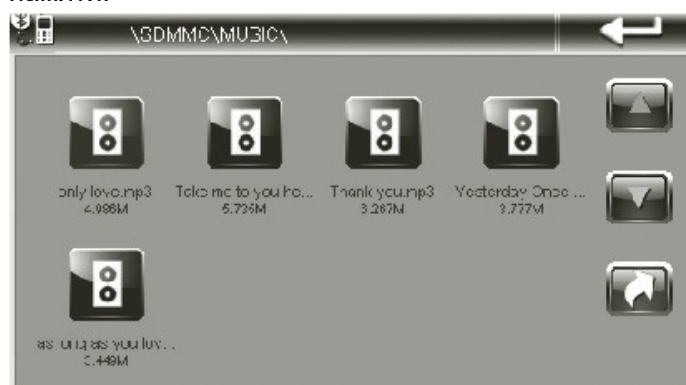 \SDMMC\MUSIC\
only love.mp3
4.986M
Take me to you he...
5.735M
Thank you.mp3
3.267M
Yesterday Once ...
3.777M
as long as you lov...
3.449M